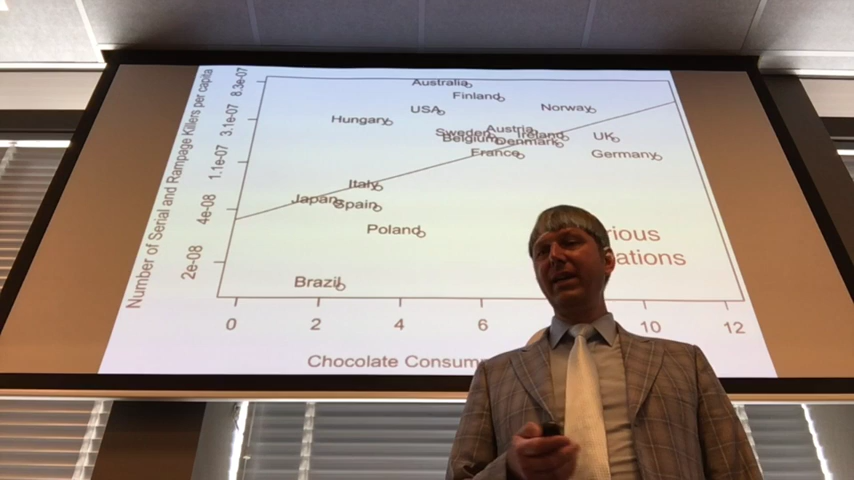 Number of Serial and Rampage Killers per capita
8.3e-07
3.1e-07
1.1e-07
4e-08
2e-08
Australia
Finland
USA
Norway
Hungary
Austria
Sweden
Ireland
UK
Belgium
Denmark
France
Germany
Italy
Japan
Spain
Poland
Brazil
rious
ations
0 2 4 6 10 12
Chocolate Consum